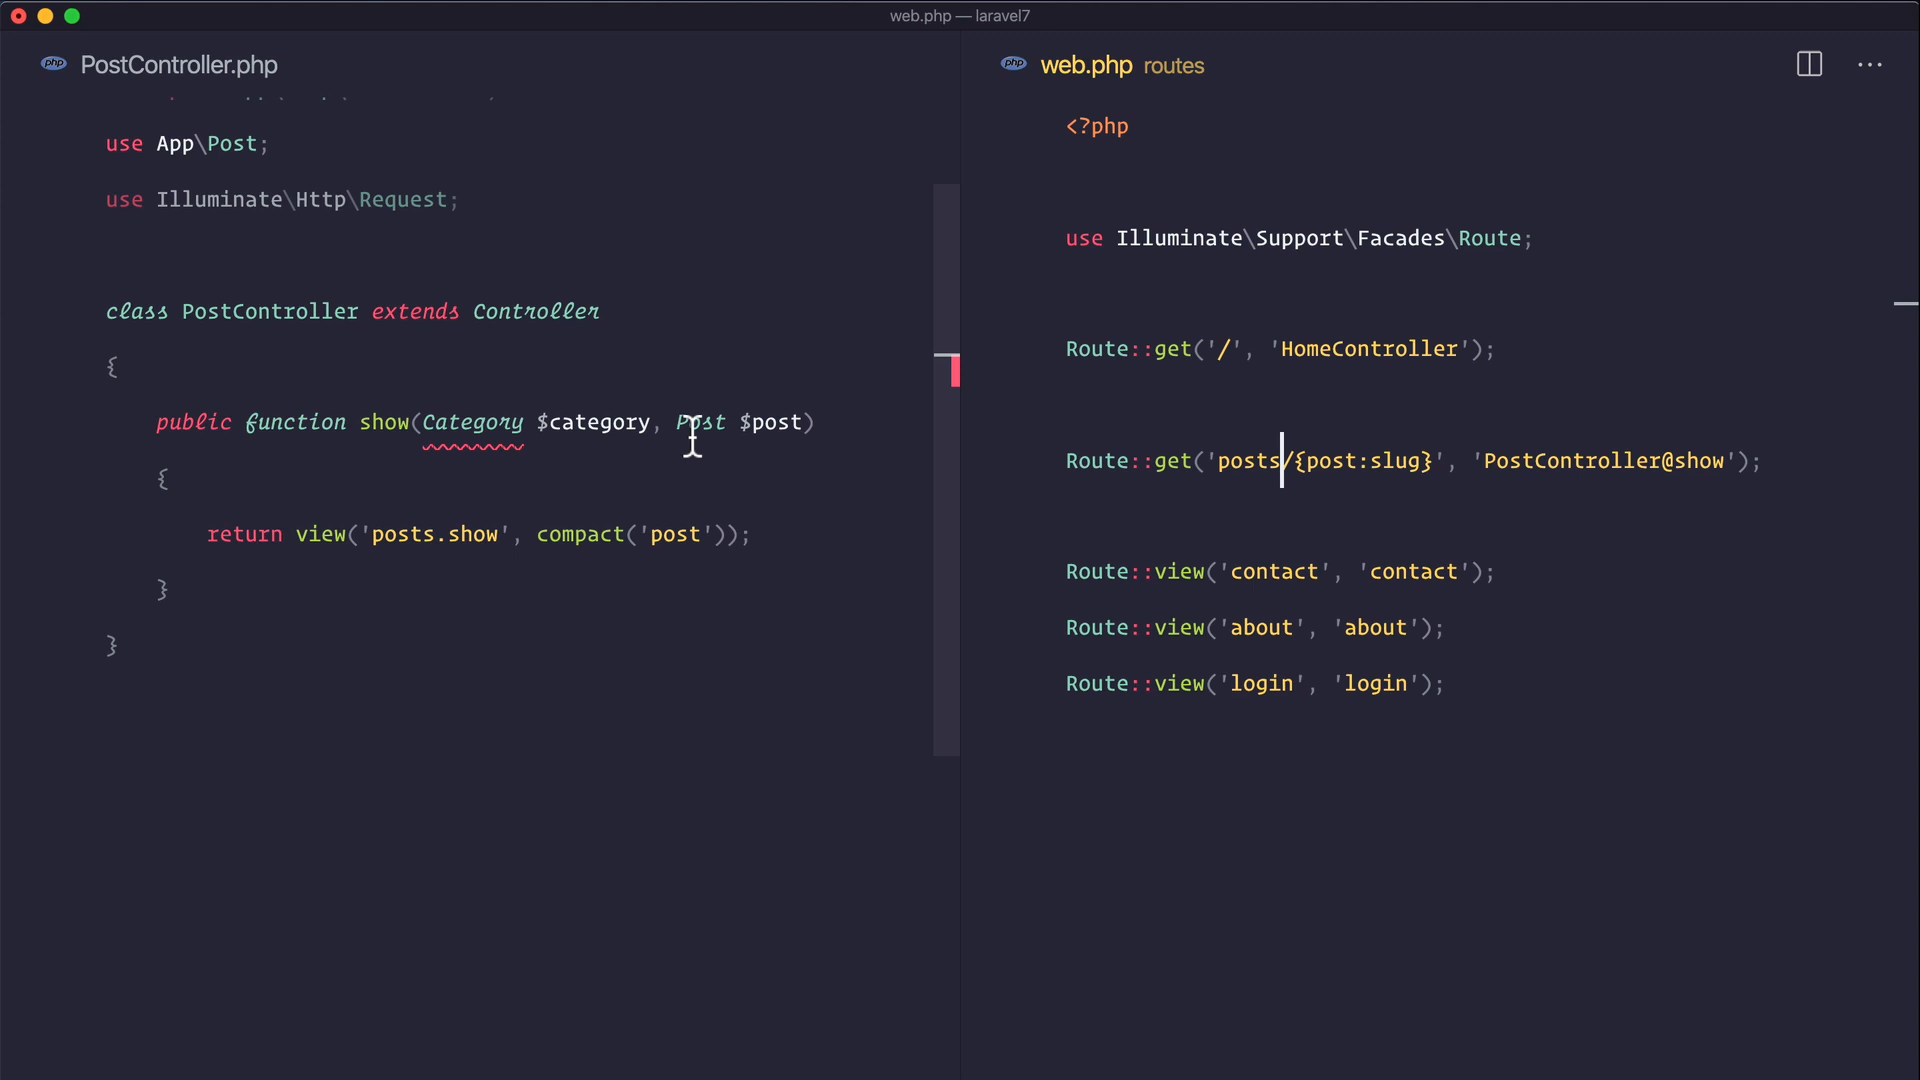 web.php — laravel7
php PostController.php
use App\Post;
use Illuminate\Http\Request;
class PostController extends Controller
{
public function show(Category $category, Post $post)
{
return view('posts.show', compact('post'));
}
}
php web.php routes
<?php
use Illuminate\Support\Facades\Route;
Route::get('/', 'HomeController');
Route::get('posts/{post:slug}', 'PostController@show');
Route::view('contact', 'contact');
Route::view('about', 'about');
Route::view('login', 'login');